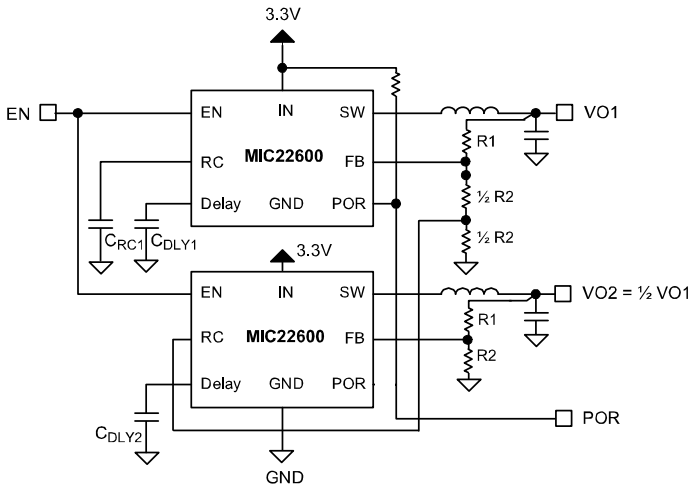 3.3V
EN
EN
IN
SW
VO1
MIC22600
R1
RC
FB
Delay
GND
POR
½ R2
½ R2
CRC1
CDLY1
3.3V
EN
IN
SW
VO2 = ½ VO1
RC
MIC22600
FB
R1
R2
Delay
GND
POR
CDLY2
POR
GND